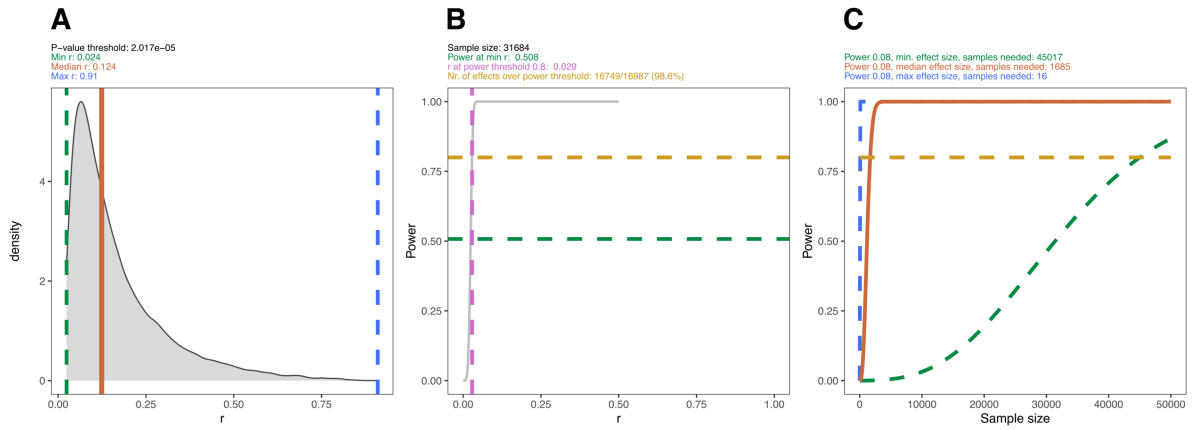 A
P-value threshold: 2.017e-05
Min r: 0.024
Median r: 0.124
Max r: 0.91
density
4
2
0
0.00 0.25 0.50 0.75
r
B
Sample size: 31684
Power at min r: 0.508
r at power threshold 0.8: 0.029
Nr. of effects over power threshold: 16749/16987 (98.6%)
Power
1.00
0.75
0.50
0.25
0.00
0.00 0.25 0.50 0.75 1.00
r
C
Power 0.08, min. effect size, samples needed: 45017
Power 0.08, median effect size, samples needed: 1685
Power 0.08, max effect size, samples needed: 16
Power
1.00
0.75
0.50
0.25
0.00
0 10000 20000 30000 40000 50000
Sample size